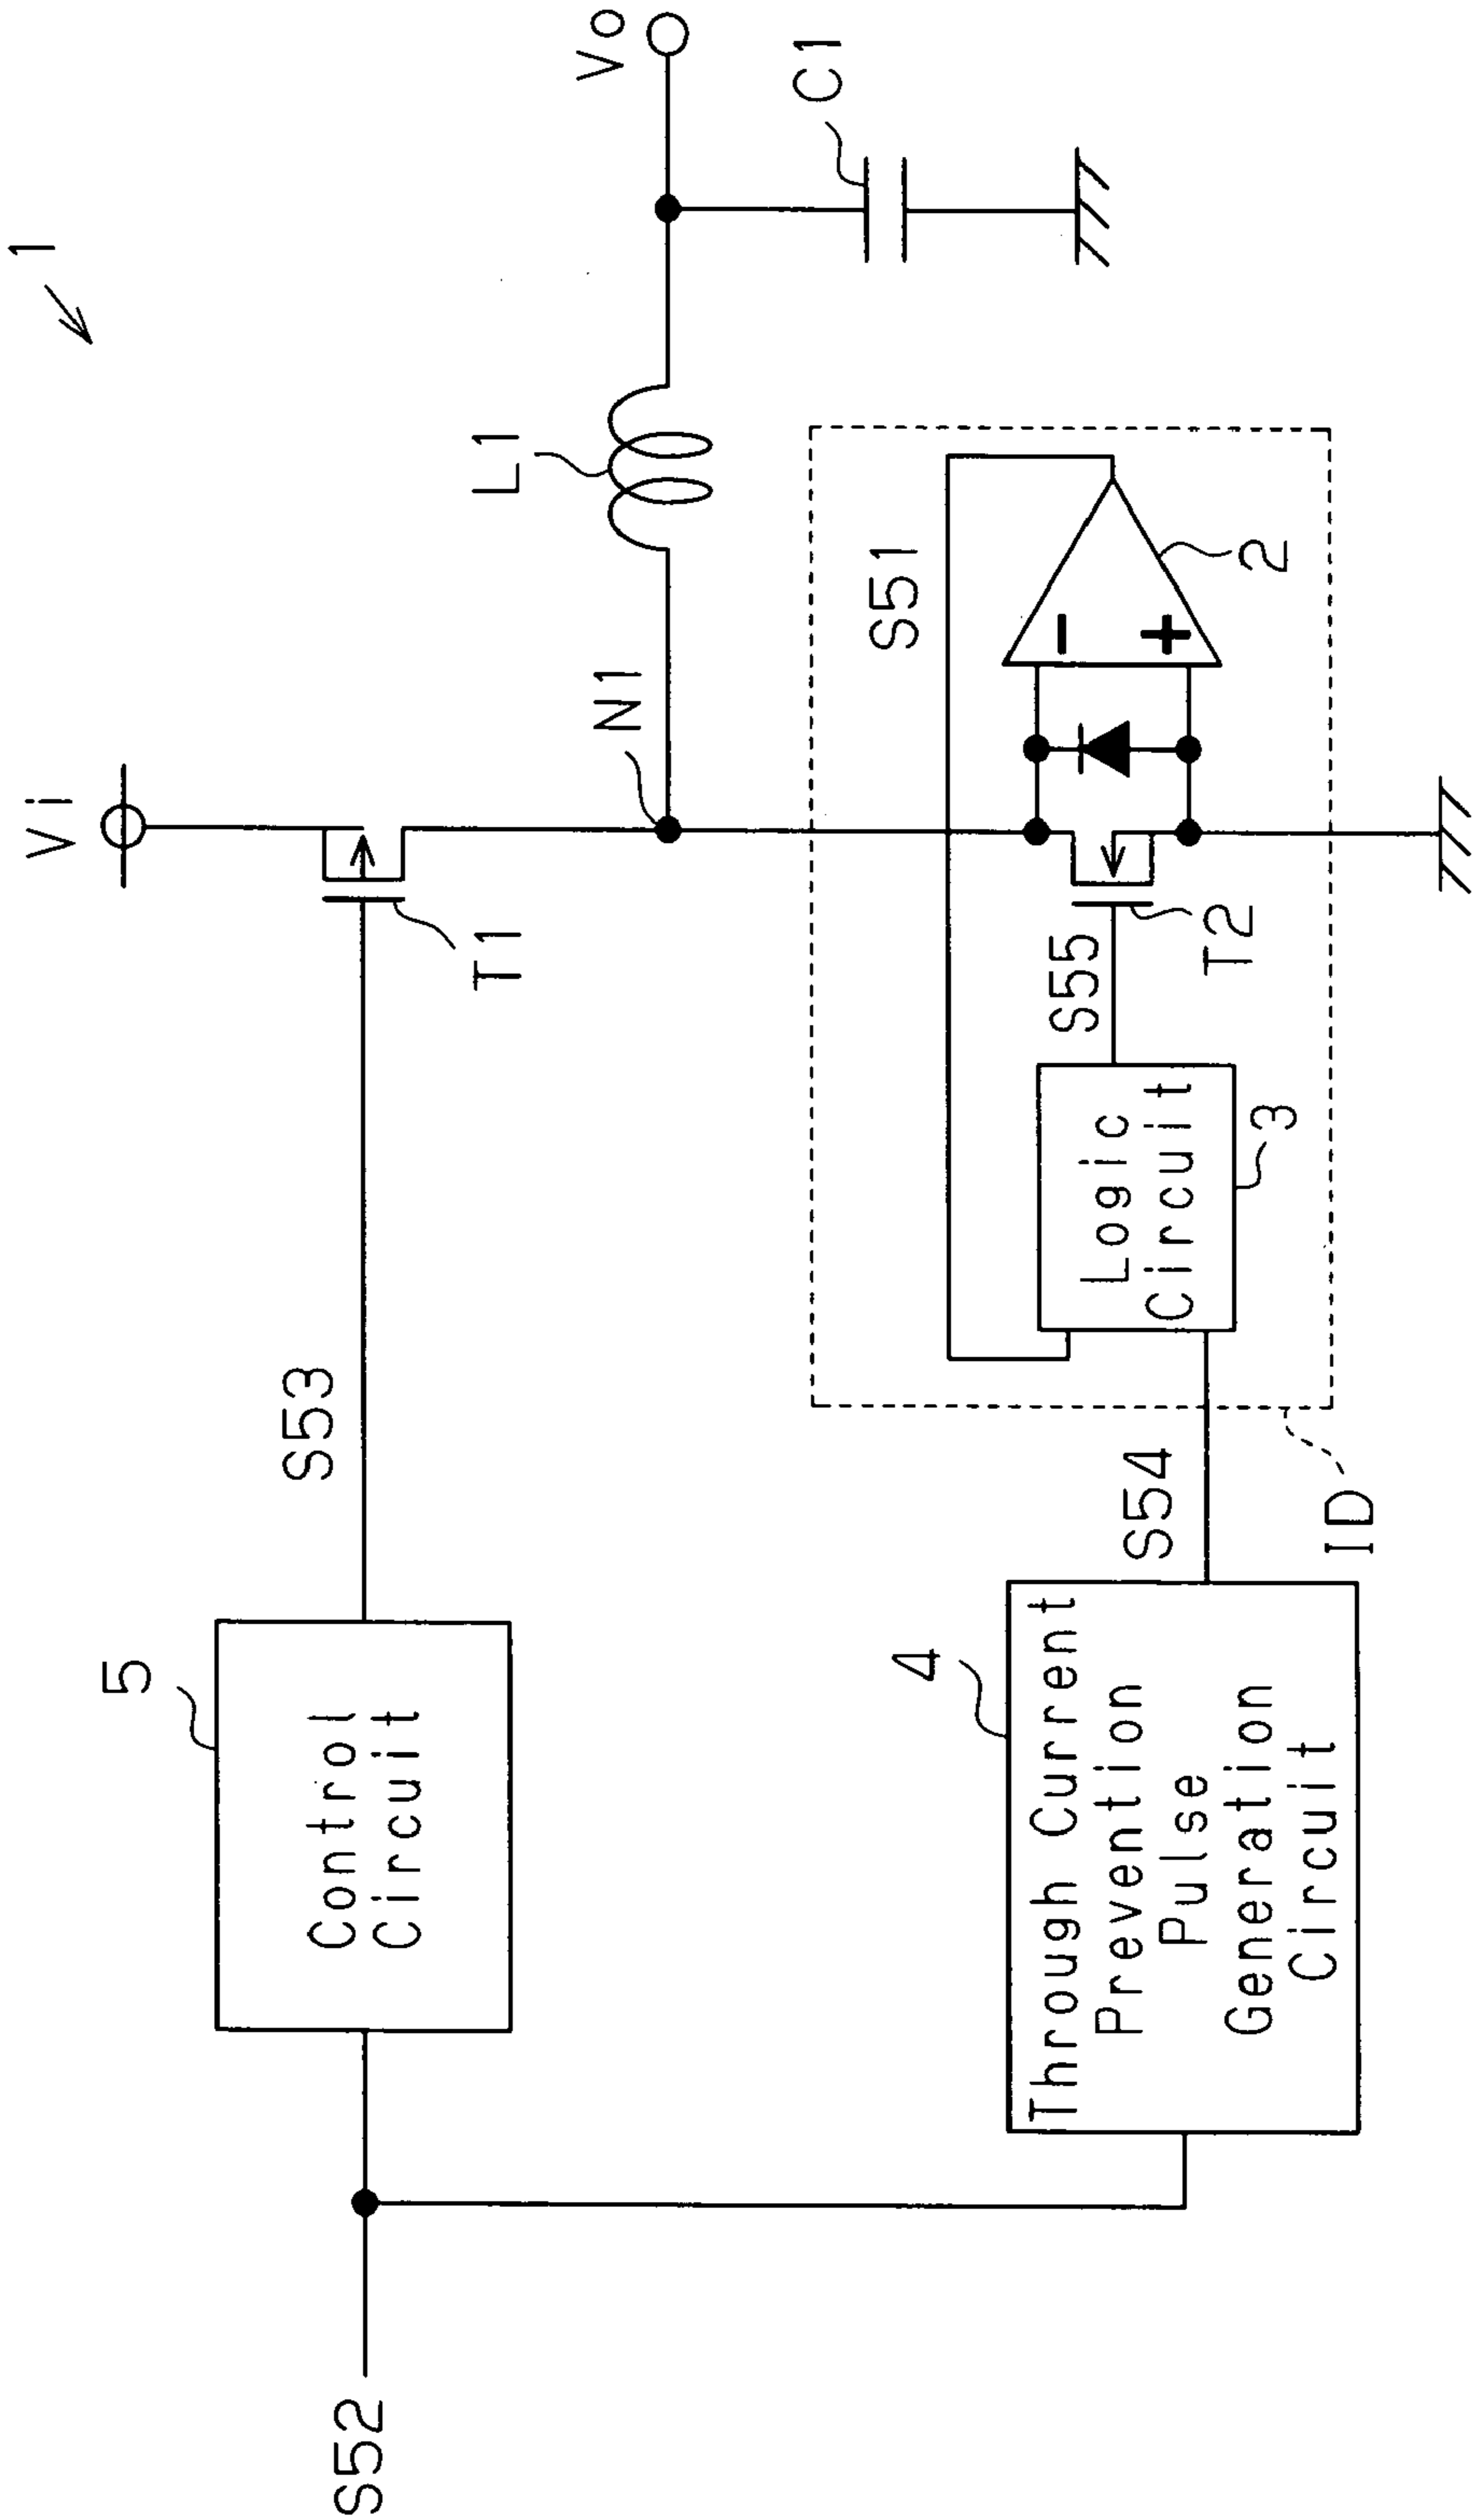 1
Vi
Vo
L1
N1
C1
T1
S53
5
Control
Circuit
S52
S51
2
−
+
S55
T2
Logic
Circuit
3
S54
ID
4
Through Current
Prevention
Pulse
Generation
Circuit